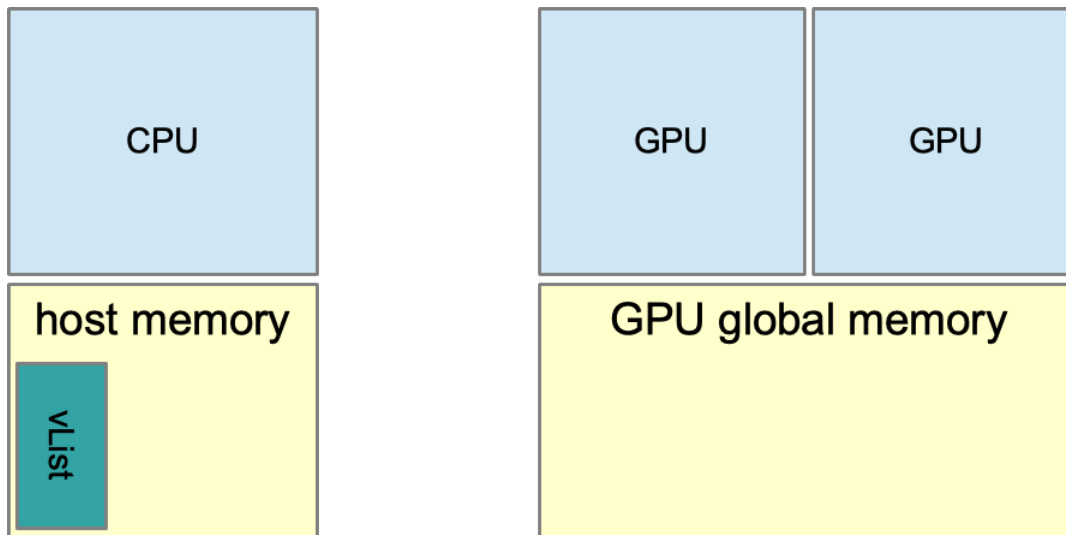 CPU
GPU
GPU
host memory
GPU global memory
vList